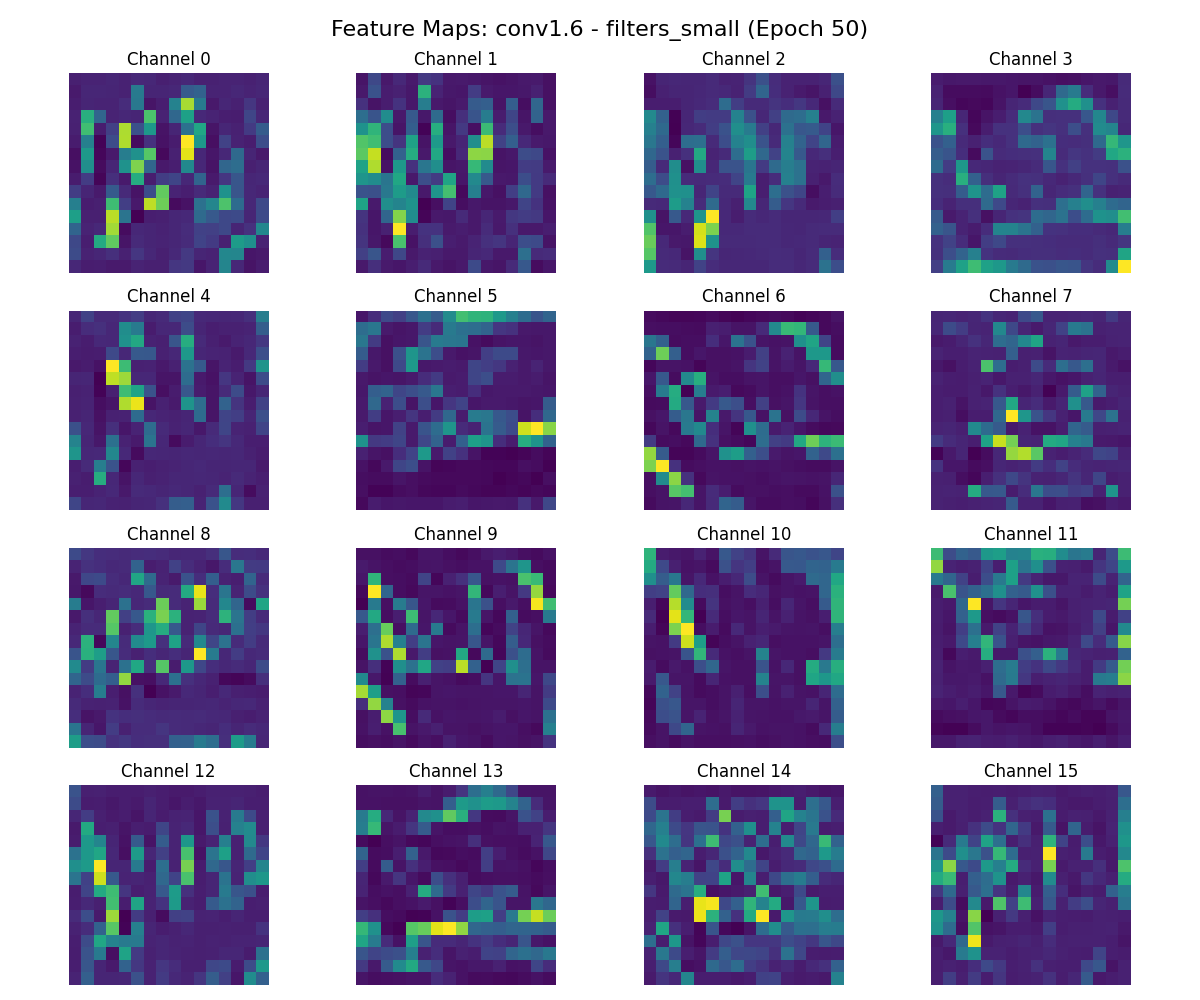 Feature Maps: conv1.6 - filters_small (Epoch 50)
Channel 0
Channel 1
Channel 2
Channel 3
Channel 4
Channel 5
Channel 6
Channel 7
Channel 8
Channel 9
Channel 10
Channel 11
Channel 12
Channel 13
Channel 14
Channel 15